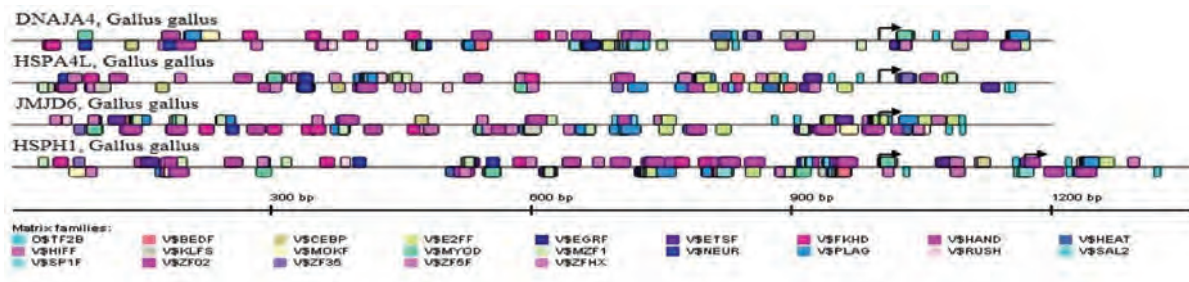 DNAJA4, Gallus gallus
HSPA4L, Gallus gallus
JMJD6, Gallus gallus
HSPH1, Gallus gallus
300 bp 600 bp 900 bp 1200 bp
Matrix families:
O$TF2B V$BEDF V$CEBP V$E2FF V$EGRF V$ETSF V$FKHD V$HAND V$HEAT
V$HIFF V$KLFS V$MOKF V$MYOD V$MZF1 V$NEUR V$PLAG V$RUSH V$SAL2
V$SP1F V$ZF02 V$ZF35 V$ZF5F V$ZFHX